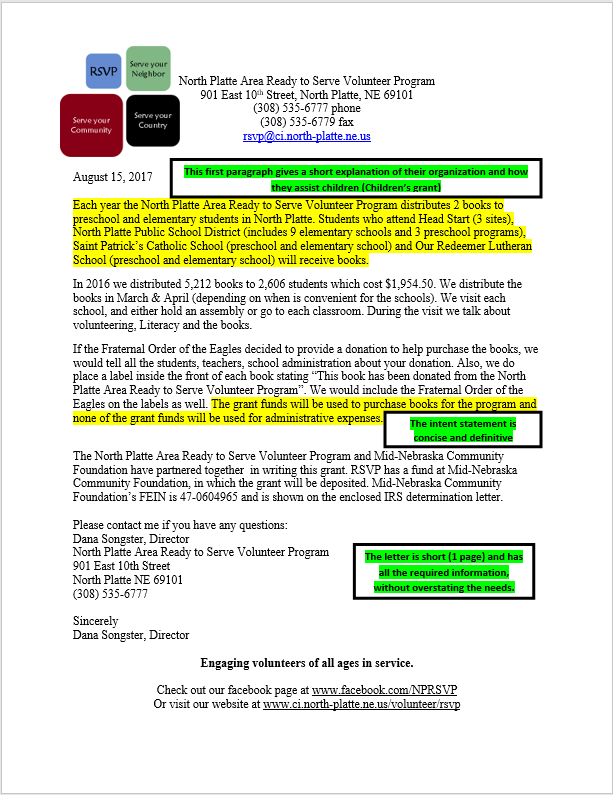 RSVP
Serve your
Neighbor
Serve your
Community
Serve your
Country
North Platte Area Ready to Serve Volunteer Program
901 East 10th Street, North Platte, NE 69101
(308) 535-6777 phone
(308) 535-6779 fax
rsvp@ci.north-platte.ne.us
August 15, 2017
This first paragraph gives a short explanation of their organization and how
they assist children (Children's grant)
Each year the North Platte Area Ready to Serve Volunteer Program distributes 2 books to
preschool and elementary students in North Platte. Students who attend Head Start (3 sites),
North Platte Public School District (includes 9 elementary schools and 3 preschool programs),
Saint Patrick's Catholic School (preschool and elementary school) and Our Redeemer Lutheran
School (preschool and elementary school) will receive books.
In 2016 we distributed 5,212 books to 2,606 students which cost $1,954.50. We distribute the
books in March & April (depending on when is convenient for the schools). We visit each
school, and either hold an assembly or go to each classroom. During the visit we talk about
volunteering, Literacy and the books.
If the Fraternal Order of the Eagles decided to provide a donation to help purchase the books, we
would tell all the students, teachers, school administration about your donation. Also, we do
place a label inside the front of each book stating "This book has been donated from the North
Platte Area Ready to Serve Volunteer Program". We would include the Fraternal Order of the
Eagles on the labels as well. The grant funds will be used to purchase books for the program and
none of the grant funds will be used for administrative expenses.
The intent statement is
concise and definitive
The North Platte Area Ready to Serve Volunteer Program and Mid-Nebraska Community
Foundation have partnered together in writing this grant. RSVP has a fund at Mid-Nebraska
Community Foundation, in which the grant will be deposited. Mid-Nebraska Community
Foundation's FEIN is 47-0604965 and is shown on the enclosed IRS determination letter.
Please contact me if you have any questions:
Dana Songster, Director
North Platte Area Ready to Serve Volunteer Program
901 East 10th Street
North Platte NE 69101
(308) 535-6777
The letter is short (1 page) and has
all the required information,
without overstating the needs.
Sincerely
Dana Songster, Director
Engaging volunteers of all ages in service.
Check out our facebook page at www.facebook.com/NPRSVP
Or visit our website at www.ci.north-platte.ne.us/volunteer/rsvp